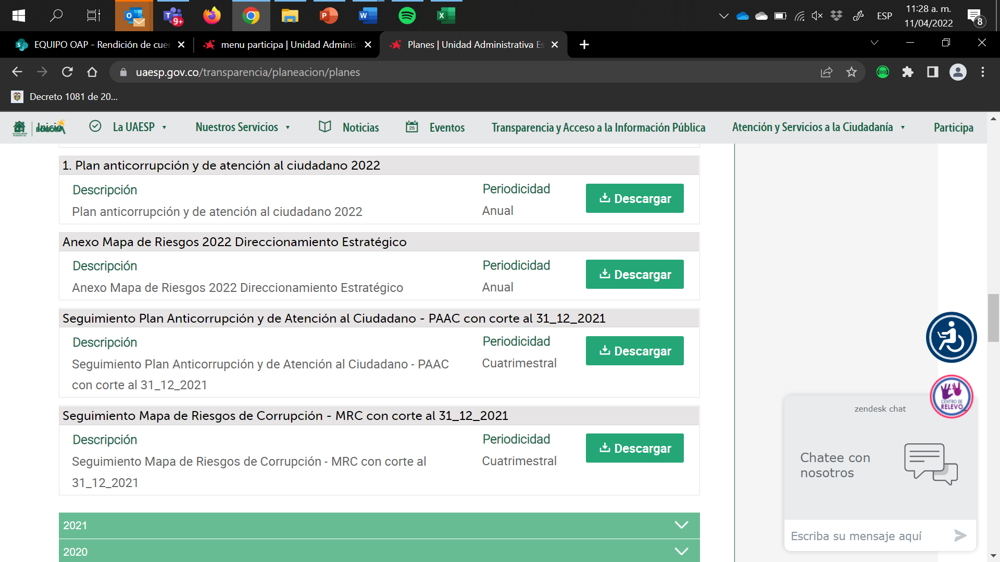 9+
ESP
11:28 a. m.
11/04/2022
8
EQUIPO OAP - Rendición de cuer
menu participa | Unidad Adminis
Planes | Unidad Administrativa Es
uaesp.gov.co/transparencia/planeacion/planes
Decreto 1081 de 20...
Inicio
BOGOTÁ
La UAESP
Nuestros Servicios
Noticias
25
Eventos
Transparencia y Acceso a la Información Pública
Atención y Servicios a la Ciudadanía
Participa
1. Plan anticorrupción y de atención al ciudadano 2022
Descripción
Periodicidad
Descargar
Plan anticorrupción y de atención al ciudadano 2022
Anual
Anexo Mapa de Riesgos 2022 Direccionamiento Estratégico
Descripción
Periodicidad
Descargar
Anexo Mapa de Riesgos 2022 Direccionamiento Estratégico
Anual
Seguimiento Plan Anticorrupción y de Atención al Ciudadano - PAAC con corte al 31_12_2021
Descripción
Periodicidad
Descargar
Seguimiento Plan Anticorrupción y de Atención al Ciudadano - PAAC
con corte al 31_12_2021
Cuatrimestral
Seguimiento Mapa de Riesgos de Corrupción - MRC con corte al 31_12_2021
Descripción
Periodicidad
Descargar
Seguimiento Mapa de Riesgos de Corrupción - MRC con corte al
31_12_2021
Cuatrimestral
2021
2020
CENTRO DE
RELEVO
zendesk chat
Chatee con
nosotros
Escriba su mensaje aquí